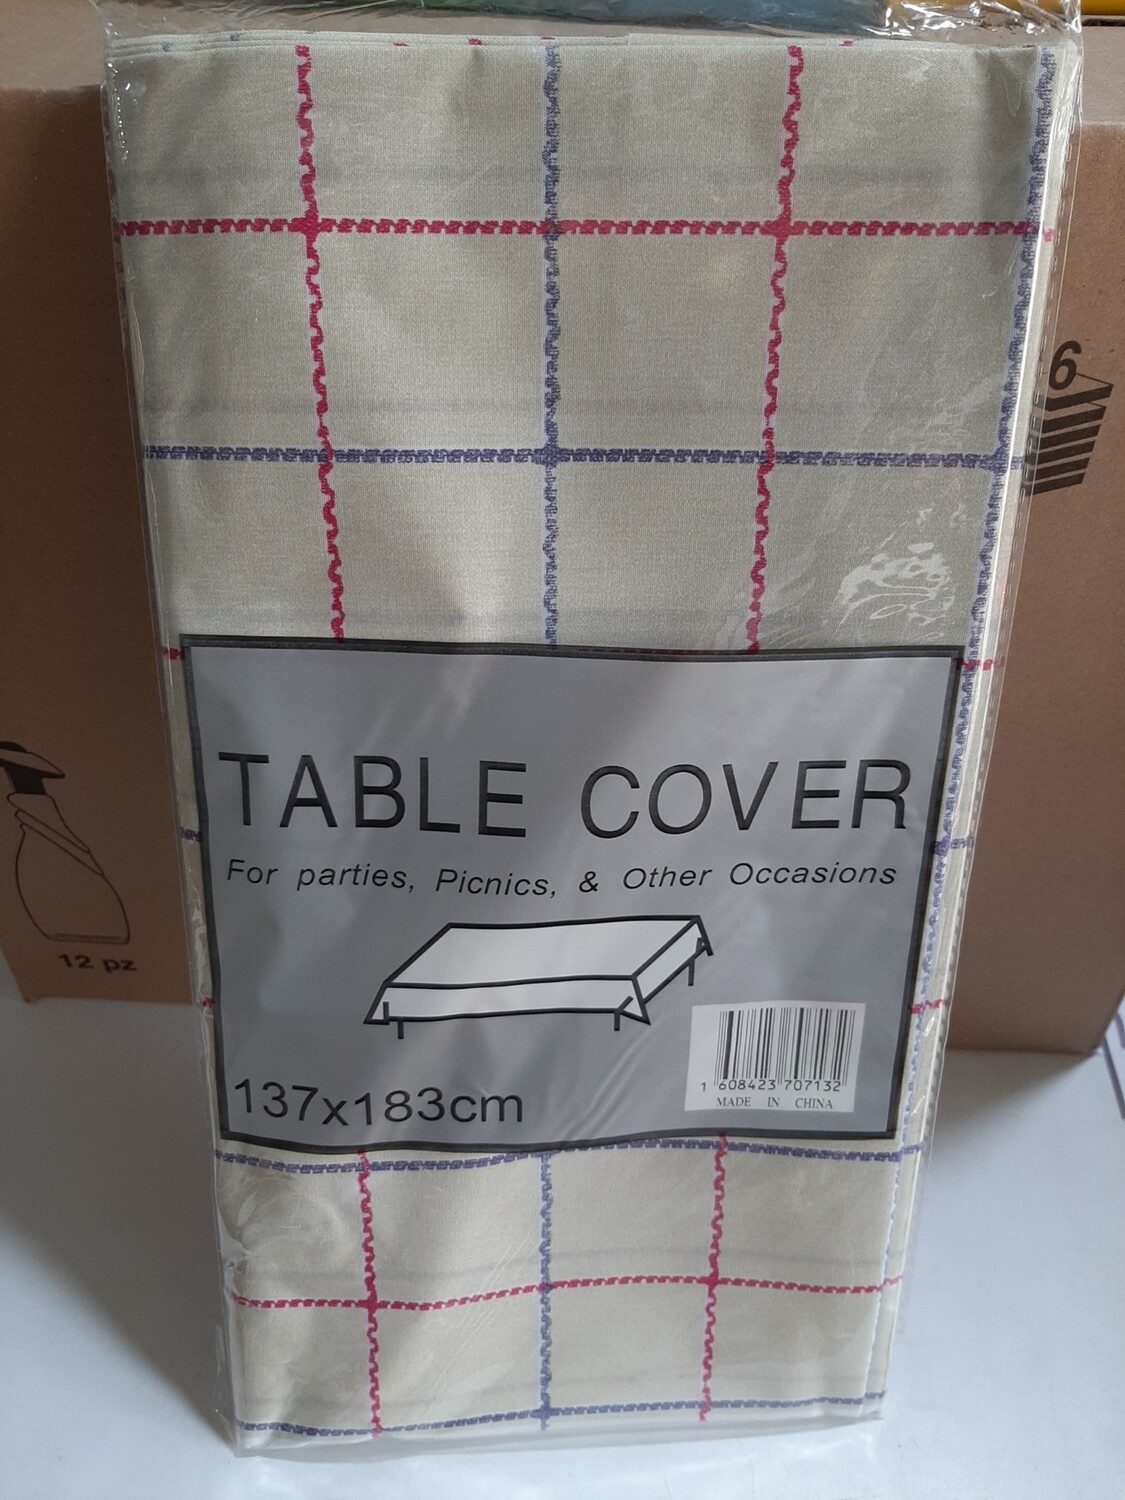 6
TABLE COVER
For parties, Picnics, & Other Occasions
12 pz
137x183cm
1 608423 707132
MADE IN CHINA